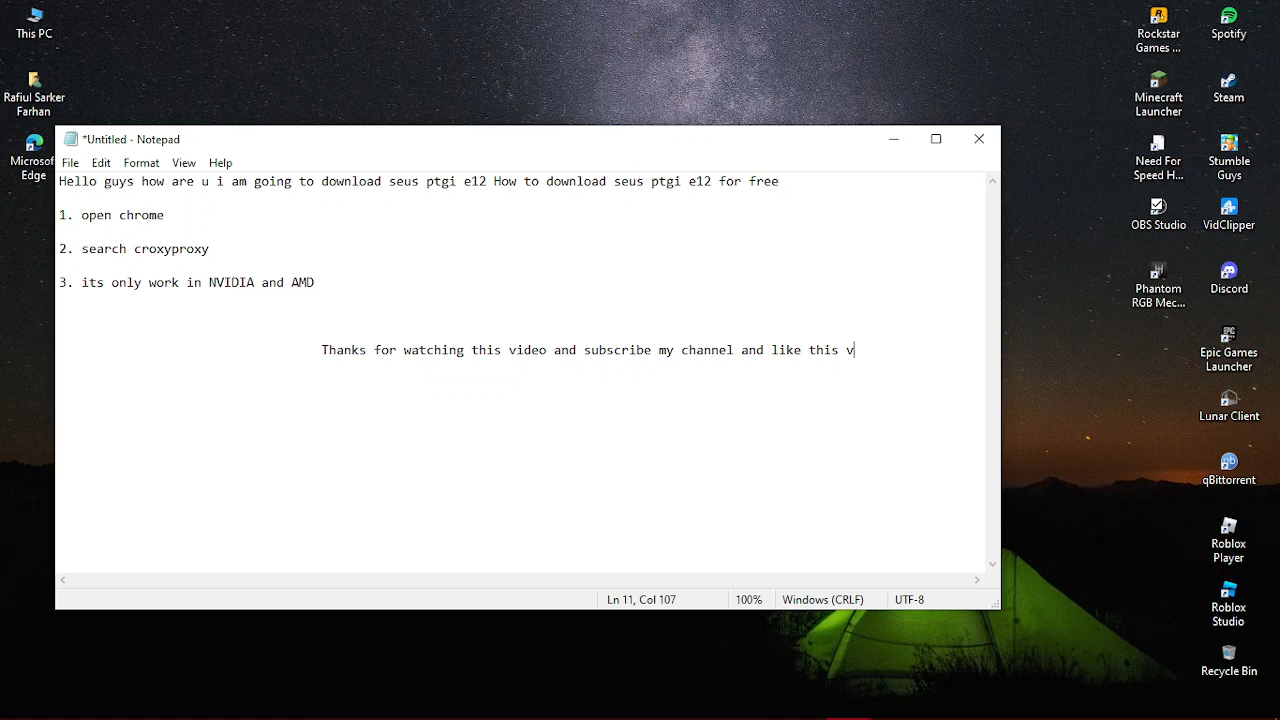 This PC
Rafiul Sarker
Farhan
Microsof
Edge
*Untitled - Notepad
File Edit Format View Help
Hello guys how are u i am going to download seus ptgi e12 How to download seus ptgi e12 for free
1. open chrome
2. search croxyproxy
3. its only work in NVIDIA and AMD
Thanks for watching this video and subscribe my channel and like this v
Ln 11, Col 107 100% Windows (CRLF) UTF-8
Rockstar
Games ...
Spotify
Minecraft
Launcher
Steam
Need For
Speed H...
Stumble
Guys
OBS Studio
VidClipper
Phantom
RGB Mec...
Discord
EPIC
GAMES
Epic Games
Launcher
Lunar Client
qb
qBittorrent
Roblox
Player
Roblox
Studio
Recycle Bin